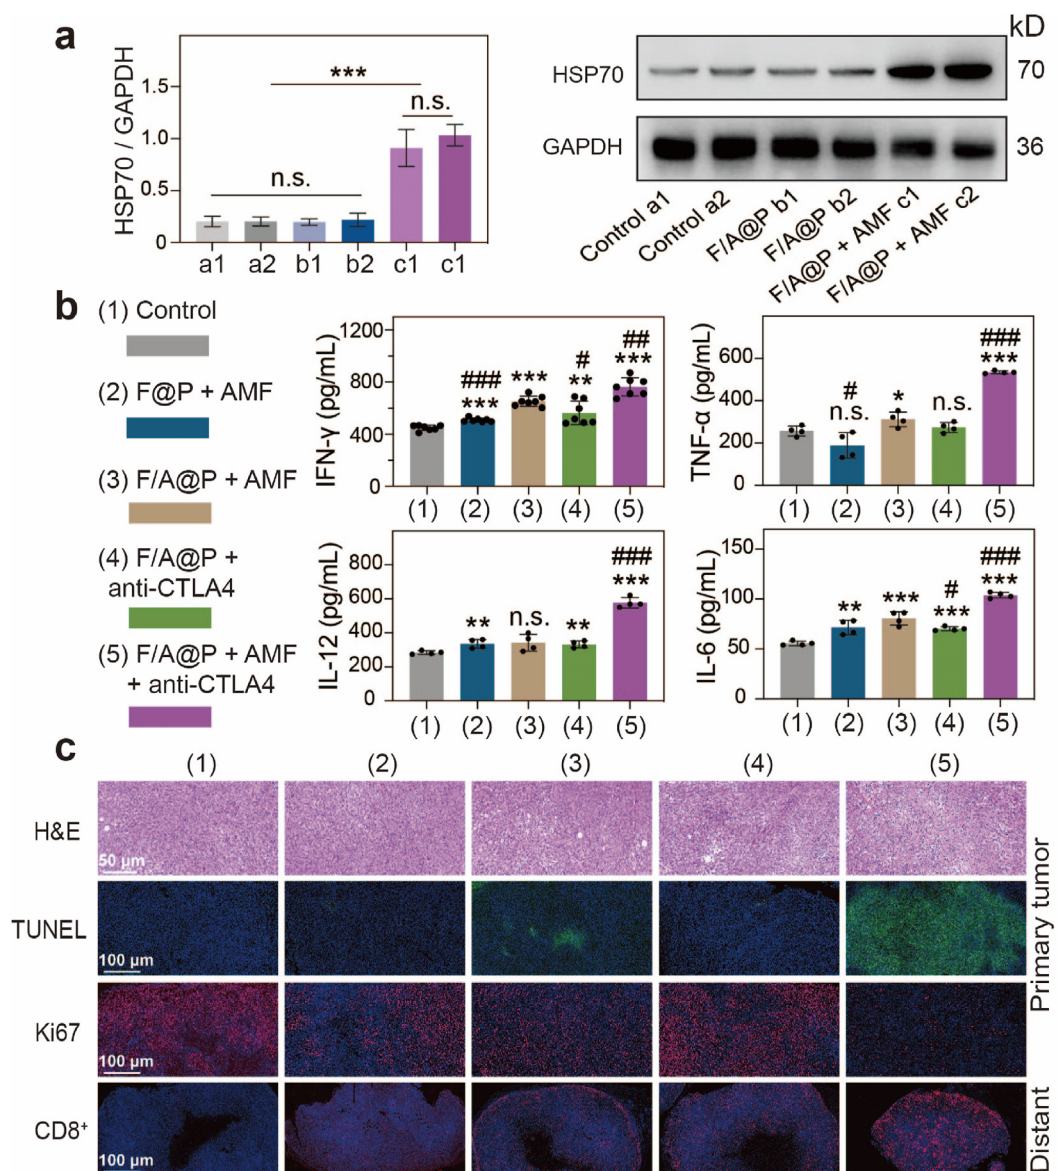 a
HSP70 / GAPDH
1.5
1.0
0.5
0
***
n.s.
n.s.
a1 a2 b1 b2 c1 c1
kD
HSP70 70
GAPDH 36
Control a1
Control a2
F/A@P b1
F/A@P b2
F/A@P + AMF c1
F/A@P + AMF c2
b
(1) Control
(2) F@P + AMF
(3) F/A@P + AMF
(4) F/A@P +
anti-CTLA4
(5) F/A@P + AMF
+ anti-CTLA4
IFN-γ (pg/mL)
1200
800
400
0
###
***
***
#
**
##
***
(1) (2) (3) (4) (5)
TNF-α (pg/mL)
600
400
200
0
#
n.s.
*
n.s.
###
***
(1) (2) (3) (4) (5)
IL-12 (pg/mL)
800
600
400
200
0
**
n.s.
**
###
***
(1) (2) (3) (4) (5)
IL-6 (pg/mL)
150
100
50
0
**
***
#
***
###
***
(1) (2) (3) (4) (5)
c
(1) (2) (3) (4) (5)
H&E
50 μm
TUNEL
100 μm
Ki67
100 μm
CD8+
100 μm
Primary tumor
Distant